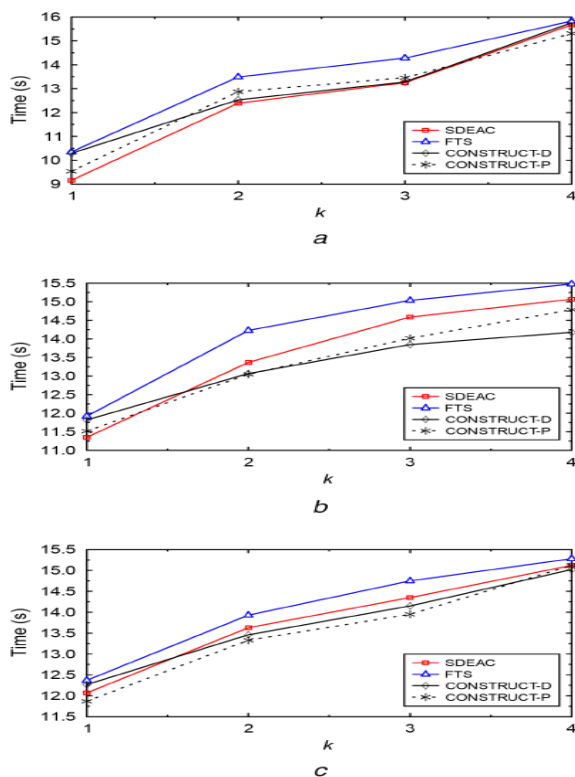 16
15
14
13
12
11
10
9
Time (s)
SDEAC
FTS
CONSTRUCT-D
CONSTRUCT-P
1 2 3 4
k
a
15.5
15.0
14.5
14.0
13.5
13.0
12.5
12.0
11.5
11.0
Time (s)
SDEAC
FTS
CONSTRUCT-D
CONSTRUCT-P
1 2 3 4
k
b
15.5
15.0
14.5
14.0
13.5
13.0
12.5
12.0
11.5
Time (s)
SDEAC
FTS
CONSTRUCT-D
CONSTRUCT-P
1 2 3 4
k
c